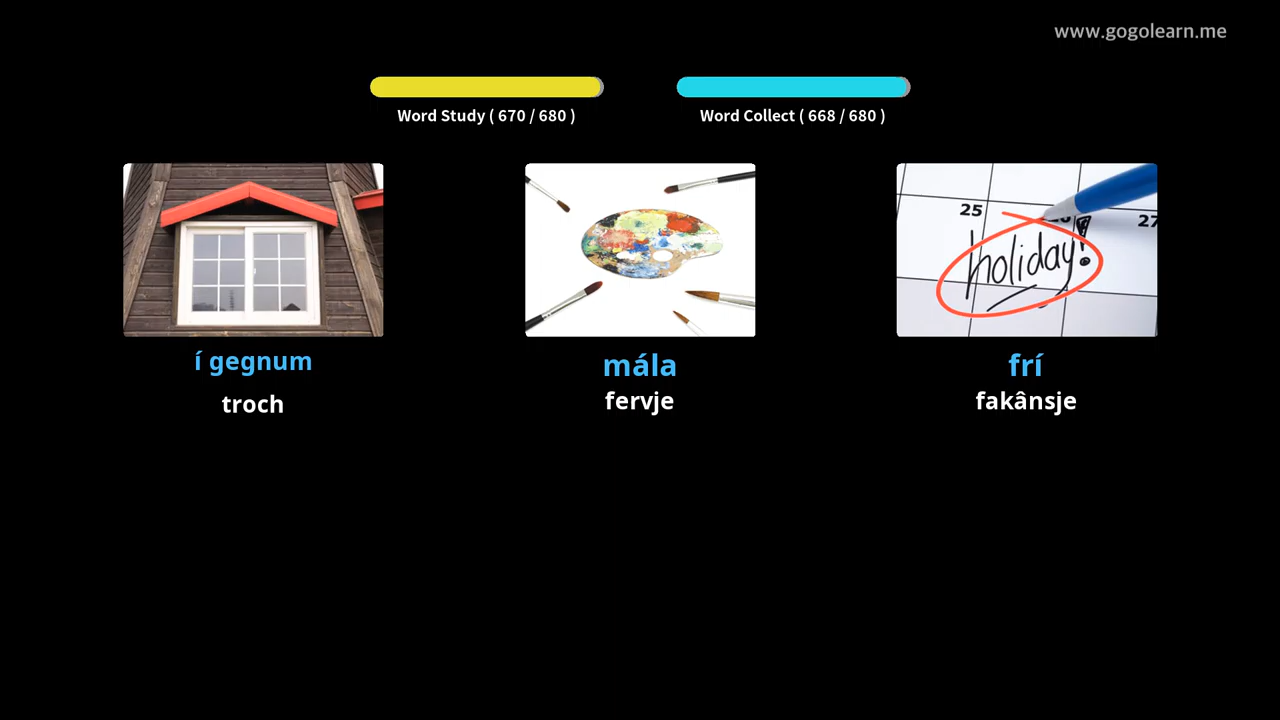 www.gogolearn.me
Word Study ( 670 / 680 )
Word Collect ( 668 / 680 )
25
27
holiday!
í gegnum
mála
frí
troch
fervje
fakânsje